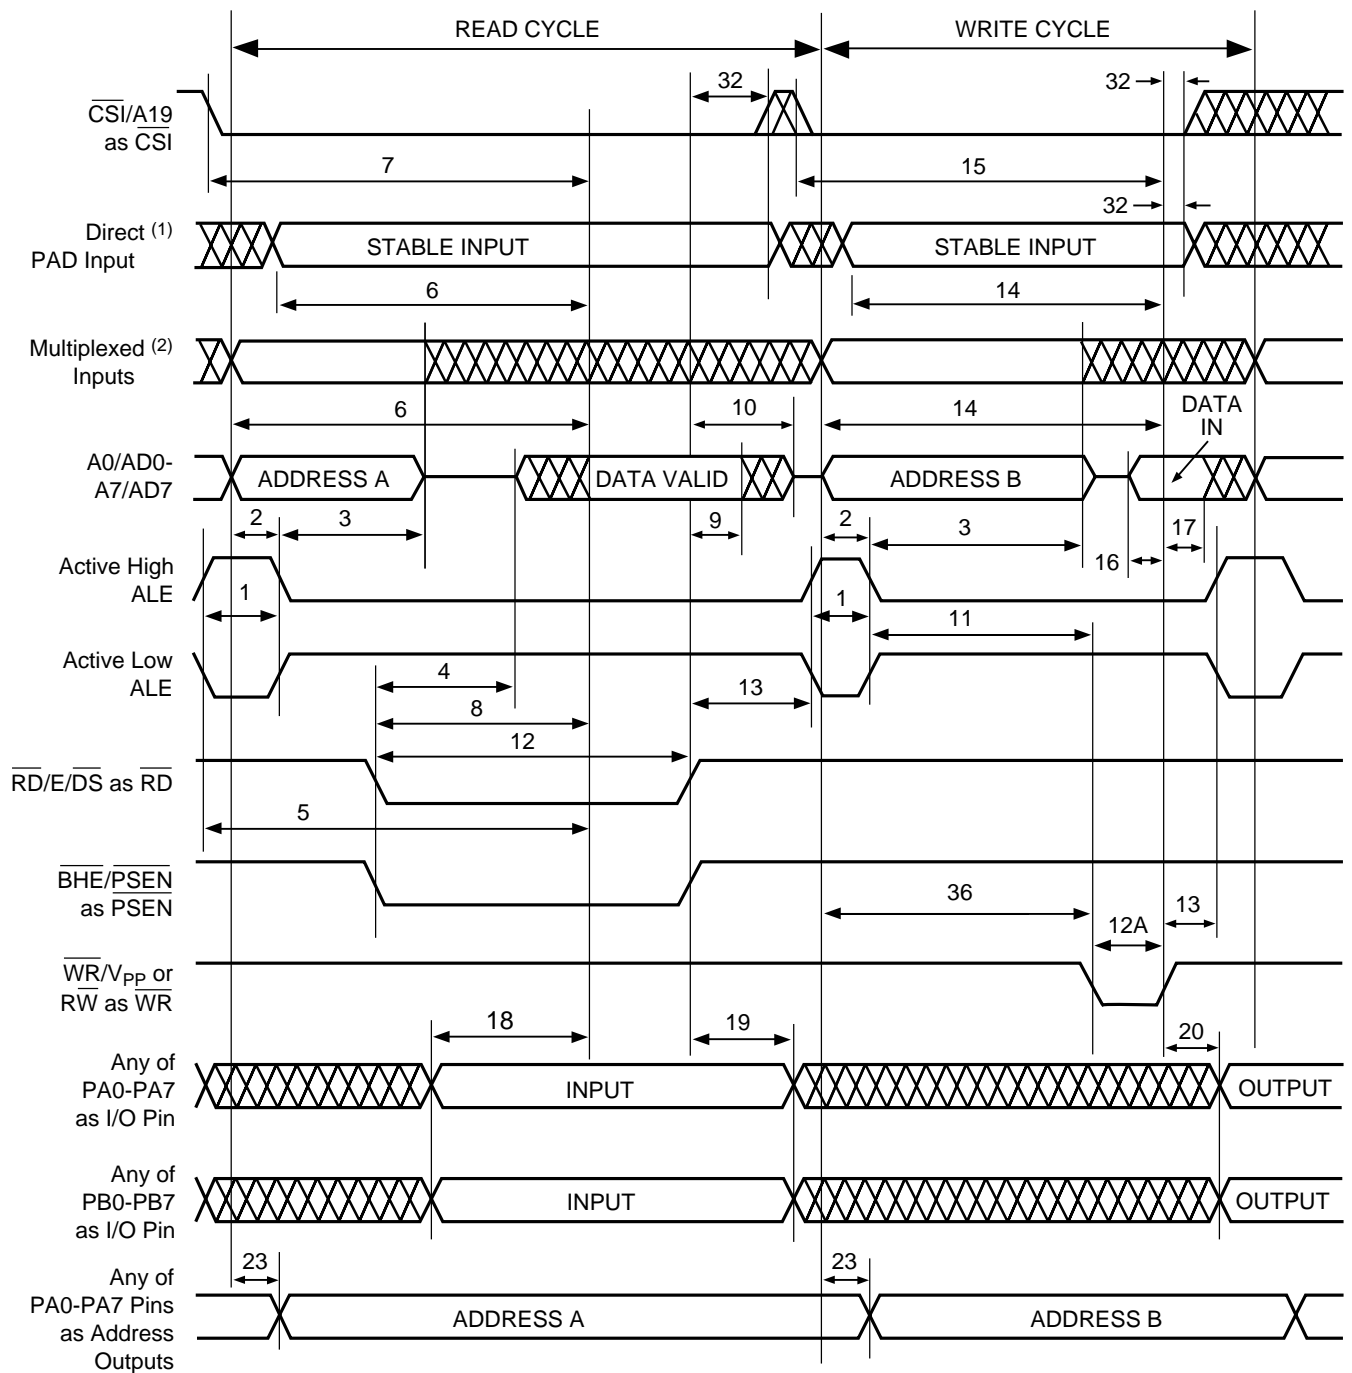 READ CYCLE
WRITE CYCLE
32
32
CSI/A19
as CSI
7
15
32
Direct (1)
PAD Input
STABLE INPUT
STABLE INPUT
6
14
Multiplexed (2)
Inputs
6
10
14
DATA
IN
A0/AD0-
A7/AD7
ADDRESS A
DATA VALID
ADDRESS B
2
3
9
2
3
17
16
Active High
ALE
1
1
11
Active Low
ALE
4
13
8
12
RD/E/DS as RD
5
BHE/PSEN
as PSEN
36
13
12A
WR/VPP or
RW as WR
18
19
20
Any of
PA0-PA7
as I/O Pin
INPUT
OUTPUT
Any of
PB0-PB7
as I/O Pin
INPUT
OUTPUT
23
23
Any of
PA0-PA7 Pins
as Address
Outputs
ADDRESS A
ADDRESS B